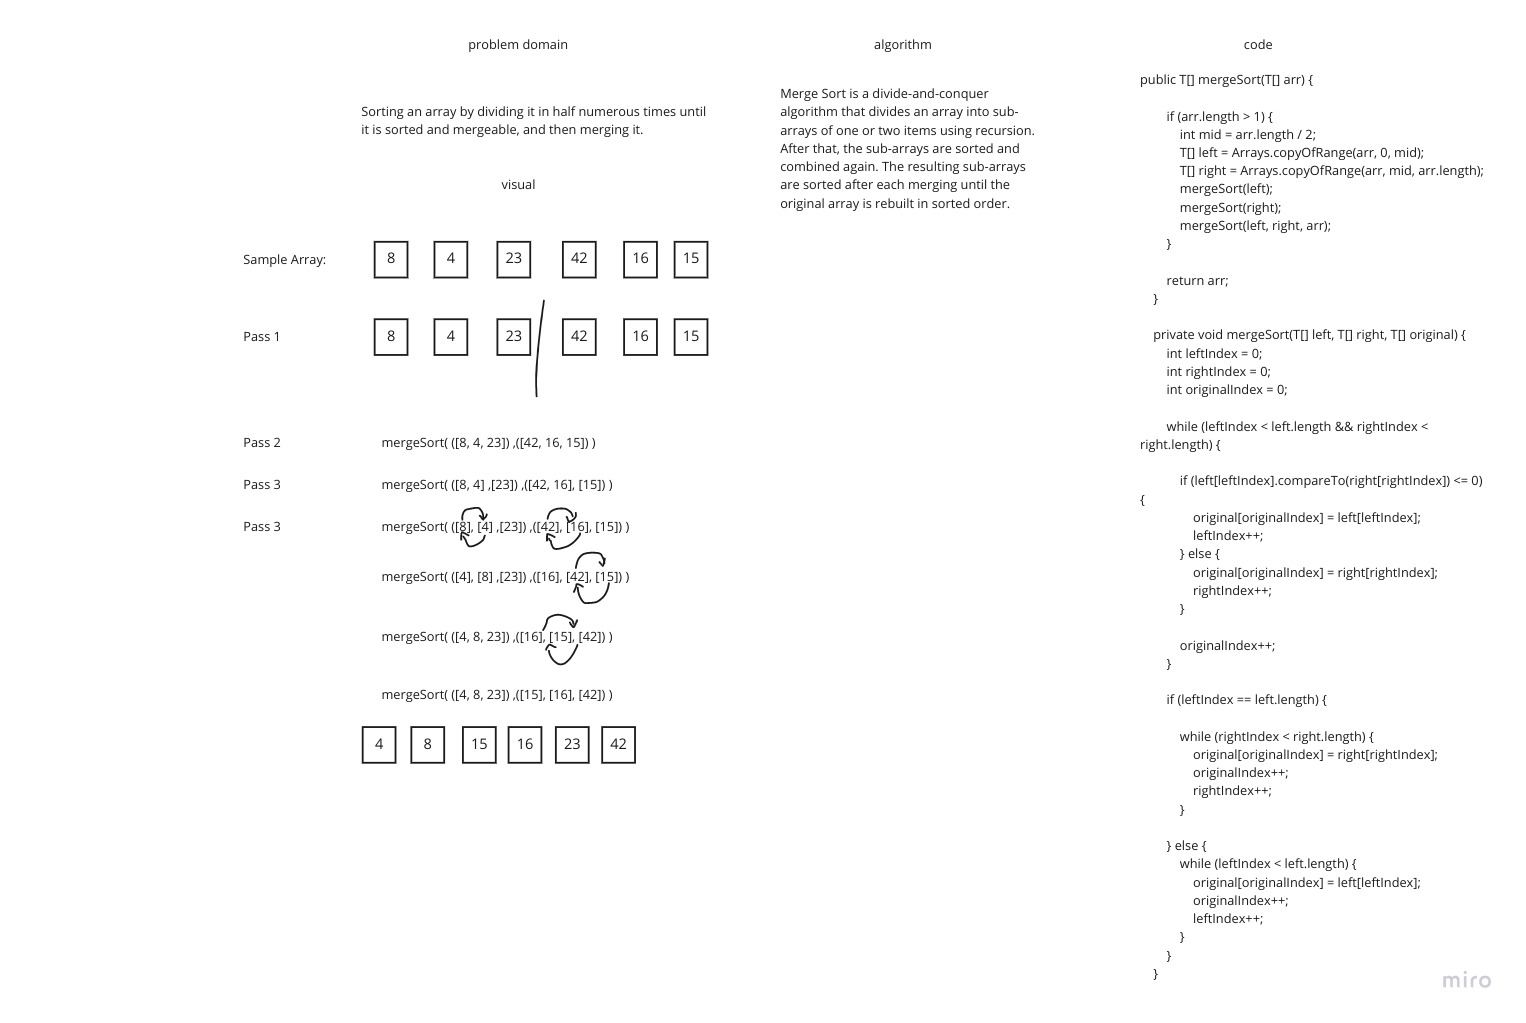 problem domain
Sorting an array by dividing it in half numerous times until
it is sorted and mergeable, and then merging it.
visual
Sample Array:
8 4 23 42 16 15
Pass 1
8 4 23 42 16 15
Pass 2
mergeSort( ([8, 4, 23]) ,([42, 16, 15]) )
Pass 3
mergeSort( ([8, 4] ,[23]) ,([42, 16], [15]) )
Pass 3
mergeSort( ([8], [4] ,[23]) ,([42], [16], [15]) )
mergeSort( ([4], [8] ,[23]) ,([16], [42], [15]) )
mergeSort( ([4, 8, 23]) ,([16], [15], [42]) )
mergeSort( ([4, 8, 23]) ,([15], [16], [42]) )
4 8 15 16 23 42
algorithm
Merge Sort is a divide-and-conquer
algorithm that divides an array into sub-
arrays of one or two items using recursion.
After that, the sub-arrays are sorted and
combined again. The resulting sub-arrays
are sorted after each merging until the
original array is rebuilt in sorted order.
code
public T[] mergeSort(T[] arr) {
if (arr.length > 1) {
int mid = arr.length / 2;
T[] left = Arrays.copyOfRange(arr, 0, mid);
T[] right = Arrays.copyOfRange(arr, mid, arr.length);
mergeSort(left);
mergeSort(right);
mergeSort(left, right, arr);
}
return arr;
}
private void mergeSort(T[] left, T[] right, T[] original) {
int leftIndex = 0;
int rightIndex = 0;
int originalIndex = 0;
while (leftIndex < left.length && rightIndex <
right.length) {
if (left[leftIndex].compareTo(right[rightIndex]) <= 0)
{
original[originalIndex] = left[leftIndex];
leftIndex++;
} else {
original[originalIndex] = right[rightIndex];
rightIndex++;
}
originalIndex++;
}
if (leftIndex == left.length) {
while (rightIndex < right.length) {
original[originalIndex] = right[rightIndex];
originalIndex++;
rightIndex++;
}
} else {
while (leftIndex < left.length) {
original[originalIndex] = left[leftIndex];
originalIndex++;
leftIndex++;
}
}
}
miro